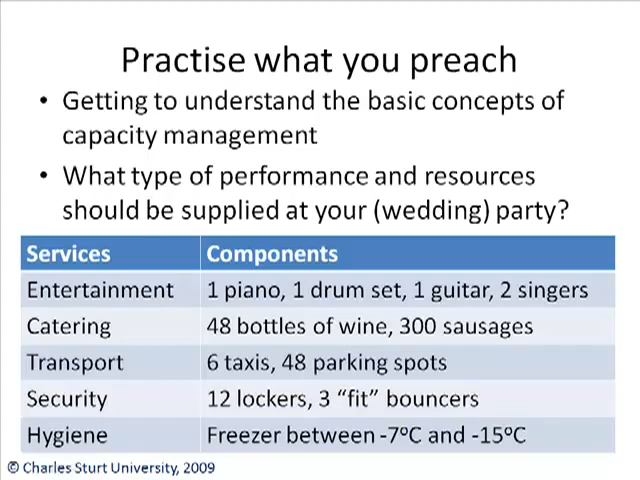 Practise what you preach
• Getting to understand the basic concepts of
capacity management
• What type of performance and resources
should be supplied at your (wedding) party?
Services Components
Entertainment 1 piano, 1 drum set, 1 guitar, 2 singers
Catering 48 bottles of wine, 300 sausages
Transport 6 taxis, 48 parking spots
Security 12 lockers, 3 “fit” bouncers
Hygiene Freezer between -7ºC and -15ºC
© Charles Sturt University, 2009